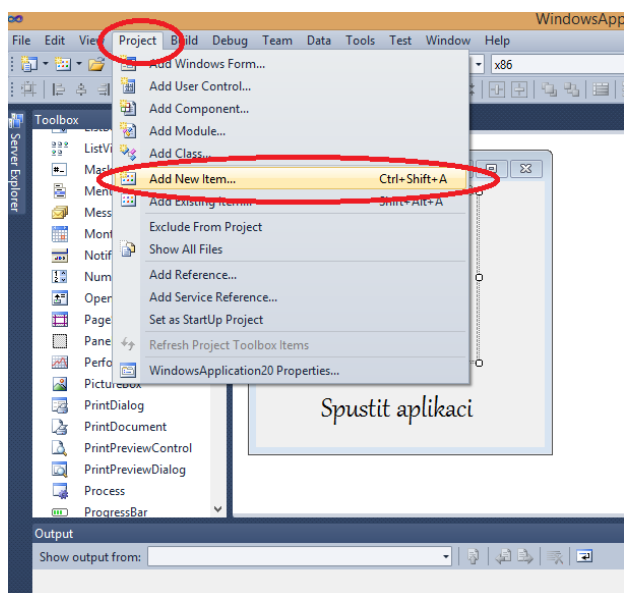 WindowsApp
File Edit View Project Build Debug Team Data Tools Test Window Help
x86
Add Windows Form...
Add User Control...
Add Component...
Add Module...
Add Class...
Add New Item... Ctrl+Shift+A
Add Existing Item... Shift+Alt+A
Exclude From Project
Show All Files
Add Reference...
Add Service Reference...
Set as StartUp Project
Refresh Project Toolbox Items
WindowsApplication20 Properties...
Server Explorer
Toolbox
ListVi
Mask
Men
Mess
Mont
Notif
Num
Oper
Page
Pane
Perfo
PictureBox
PrintDialog
PrintDocument
PrintPreviewControl
PrintPreviewDialog
Process
ProgressBar
Spustit aplikaci
Output
Show output from: